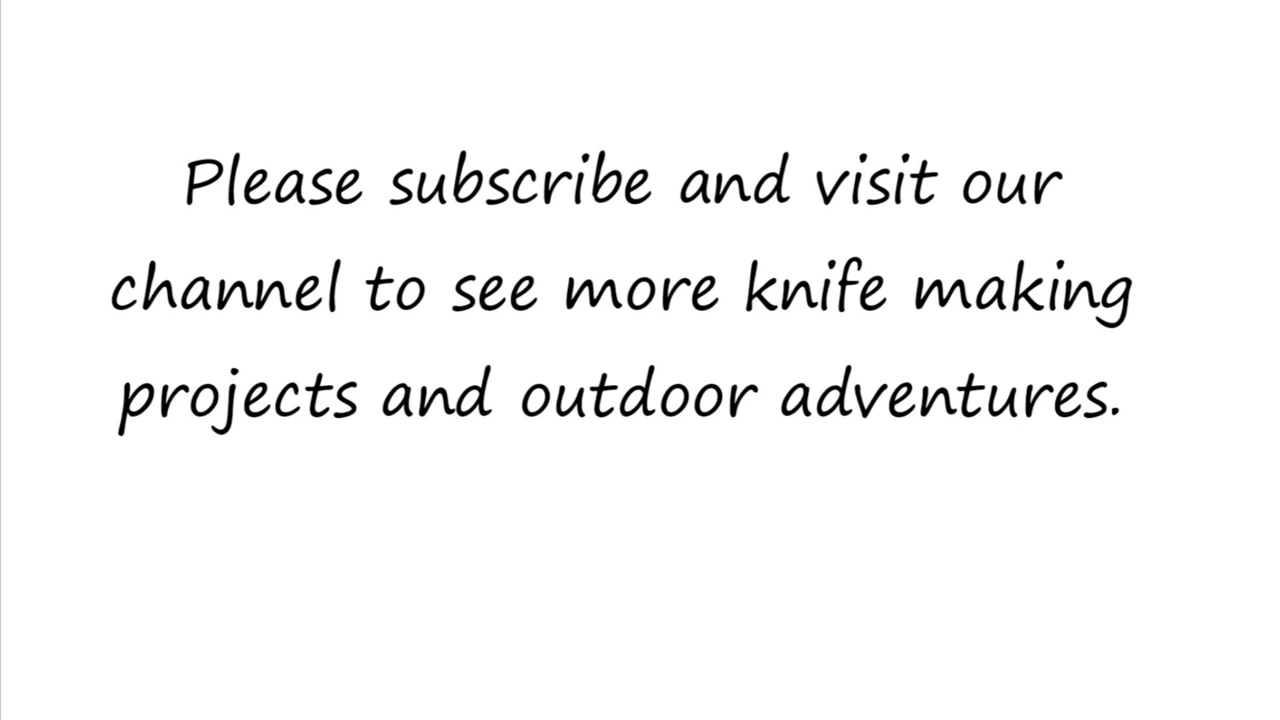 Please subscribe and visit our
channel to see more knife making
projects and outdoor adventures.